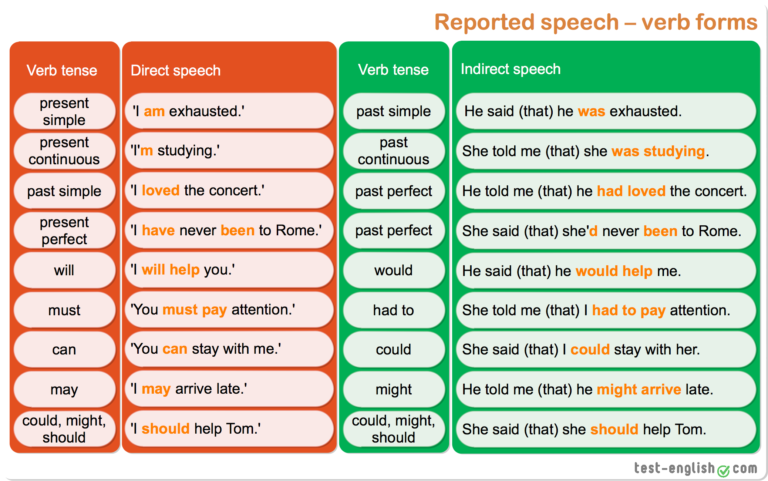 Reported speech – verb forms
Verb tense Direct speech Verb tense Indirect speech
present simple 'I am exhausted.' past simple He said (that) he was exhausted.
present continuous 'I'm studying.' past continuous She told me (that) she was studying.
past simple 'I loved the concert.' past perfect He told me (that) he had loved the concert.
present perfect 'I have never been to Rome.' past perfect She said (that) she'd never been to Rome.
will 'I will help you.' would He said (that) he would help me.
must 'You must pay attention.' had to She told me (that) I had to pay attention.
can 'You can stay with me.' could She said (that) I could stay with her.
may 'I may arrive late.' might He told me (that) he might arrive late.
could, might, should 'I should help Tom.' could, might, should She said (that) she should help Tom.
test-english.com